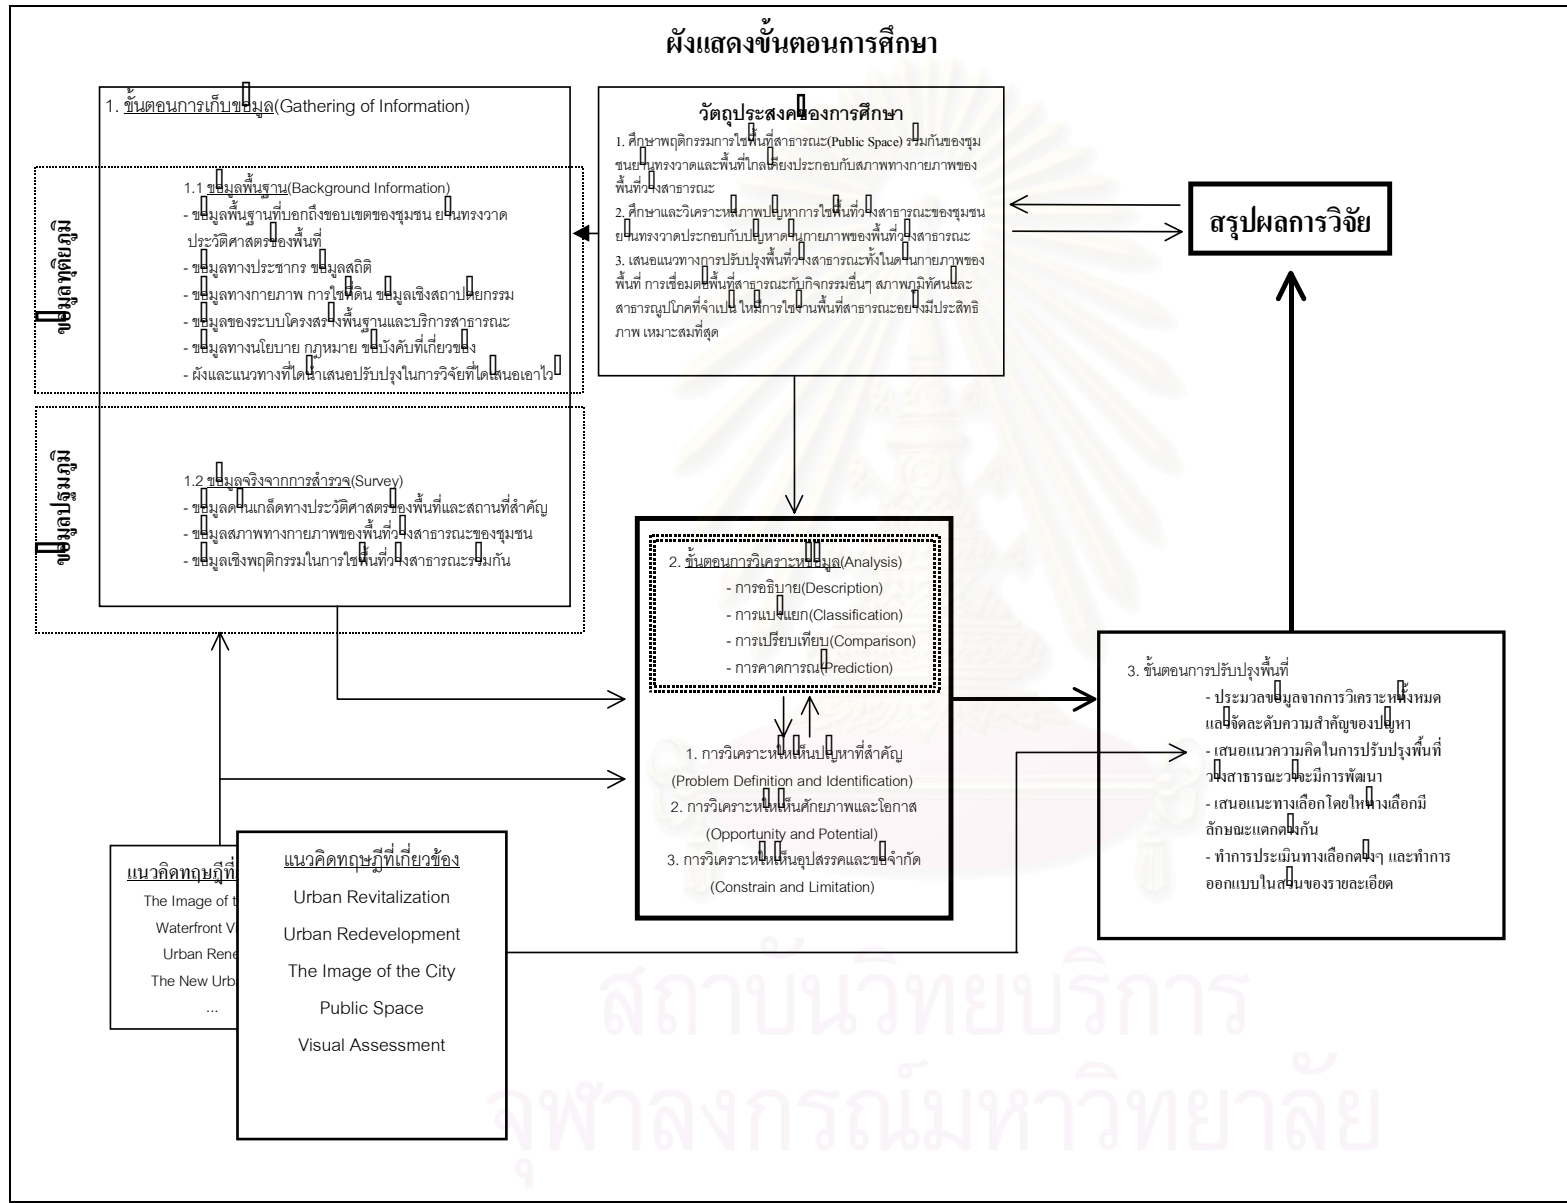 ผังแสดงขั้นตอนการศึกษา
1. ขั้นตอนการเก็บข้อมูล(Gathering of Information)
ข้อมูลทุติยภูมิ
1.1 ข้อมูลพื้นฐาน(Background Information)
- ข้อมูลพื้นฐานที่บอกถึงขอบเขตของชุมชน ย่านทรงวาด
ประวัติศาสตร์ของพื้นที่
- ข้อมูลทางประชากร ข้อมูลสถิติ
- ข้อมูลทางกายภาพ การใช้ที่ดิน ข้อมูลเชิงสถาปัตยกรรม
- ข้อมูลของระบบโครงสร้างพื้นฐานและบริการสาธารณะ
- ข้อมูลทางนโยบาย กฎหมาย ข้อบังคับที่เกี่ยวข้อง
- ผังและแนวทางที่ได้นำเสนอปรับปรุงในการวิจัยที่ได้เสนอเอาไว้
ข้อมูลปฐมภูมิ
1.2 ข้อมูลจริงจากการสำรวจ(Survey)
- ข้อมูลด้านเกล็ดทางประวัติศาสตร์ของพื้นที่และสถานที่สำคัญ
- ข้อมูลสภาพทางกายภาพของพื้นที่ว่างสาธารณะของชุมชน
- ข้อมูลเชิงพฤติกรรมในการใช้พื้นที่ว่างสาธารณะร่วมกัน
วัตถุประสงค์ของการศึกษา
1. ศึกษาพฤติกรรมการใช้พื้นที่สาธารณะ(Public Space) ร่วมกันของชุม
ชนย่านทรงวาดและพื้นที่ใกล้เคียงประกอบกับสภาพทางกายภาพของ
พื้นที่ว่างสาธารณะ
2. ศึกษาและวิเคราะห์สภาพปัญหาการใช้พื้นที่ว่างสาธารณะของชุมชน
ย่านทรงวาดประกอบกับปัญหาด้านกายภาพของพื้นที่ว่างสาธารณะ
3. เสนอแนวทางการปรับปรุงพื้นที่ว่างสาธารณะทั้งในด้านกายภาพของ
พื้นที่ การเชื่อมต่อพื้นที่สาธารณะกับกิจกรรมอื่นๆ สภาพภูมิทัศน์และ
สาธารณูปโภคที่จำเป็น ให้มีการใช้งานพื้นที่สาธารณะอย่างมีประสิทธิ
ภาพ เหมาะสมที่สุด
สรุปผลการวิจัย
2. ขั้นตอนการวิเคราะห์ข้อมูล(Analysis)
- การอธิบาย(Description)
- การแบ่งแยก(Classification)
- การเปรียบเทียบ(Comparison)
- การคาดการณ์(Prediction)
1. การวิเคราะห์ให้เห็นปัญหาที่สำคัญ
(Problem Definition and Identification)
2. การวิเคราะห์ให้เห็นศักยภาพและโอกาส
(Opportunity and Potential)
3. การวิเคราะห์ให้เห็นอุปสรรคและข้อจำกัด
(Constrain and Limitation)
3. ขั้นตอนการปรับปรุงพื้นที่
- ประมวลข้อมูลจากการวิเคราะห์ทั้งหมด
และจัดละดับความสำคัญของปัญหา
- เสนอแนวความคิดในการปรับปรุงพื้นที่
ว่างสาธารณะว่าจะมีการพัฒนา
- เสนอแนะทางเลือกโดยให้ทางเลือกมี
ลักษณะแตกต่างกัน
- ทำการประเมินทางเลือกต่างๆ และทำการ
ออกแบบในส่วนของรายละเอียด
แนวคิดทฤษฎีที่
The Image of t
Waterfront V
Urban Rene
The New Urb
...
แนวคิดทฤษฎีที่เกี่ยวข้อง
Urban Revitalization
Urban Redevelopment
The Image of the City
Public Space
Visual Assessment
สถาบันวิทยบริการ
จุฬาลงกรณ์มหาวิทยาลัย